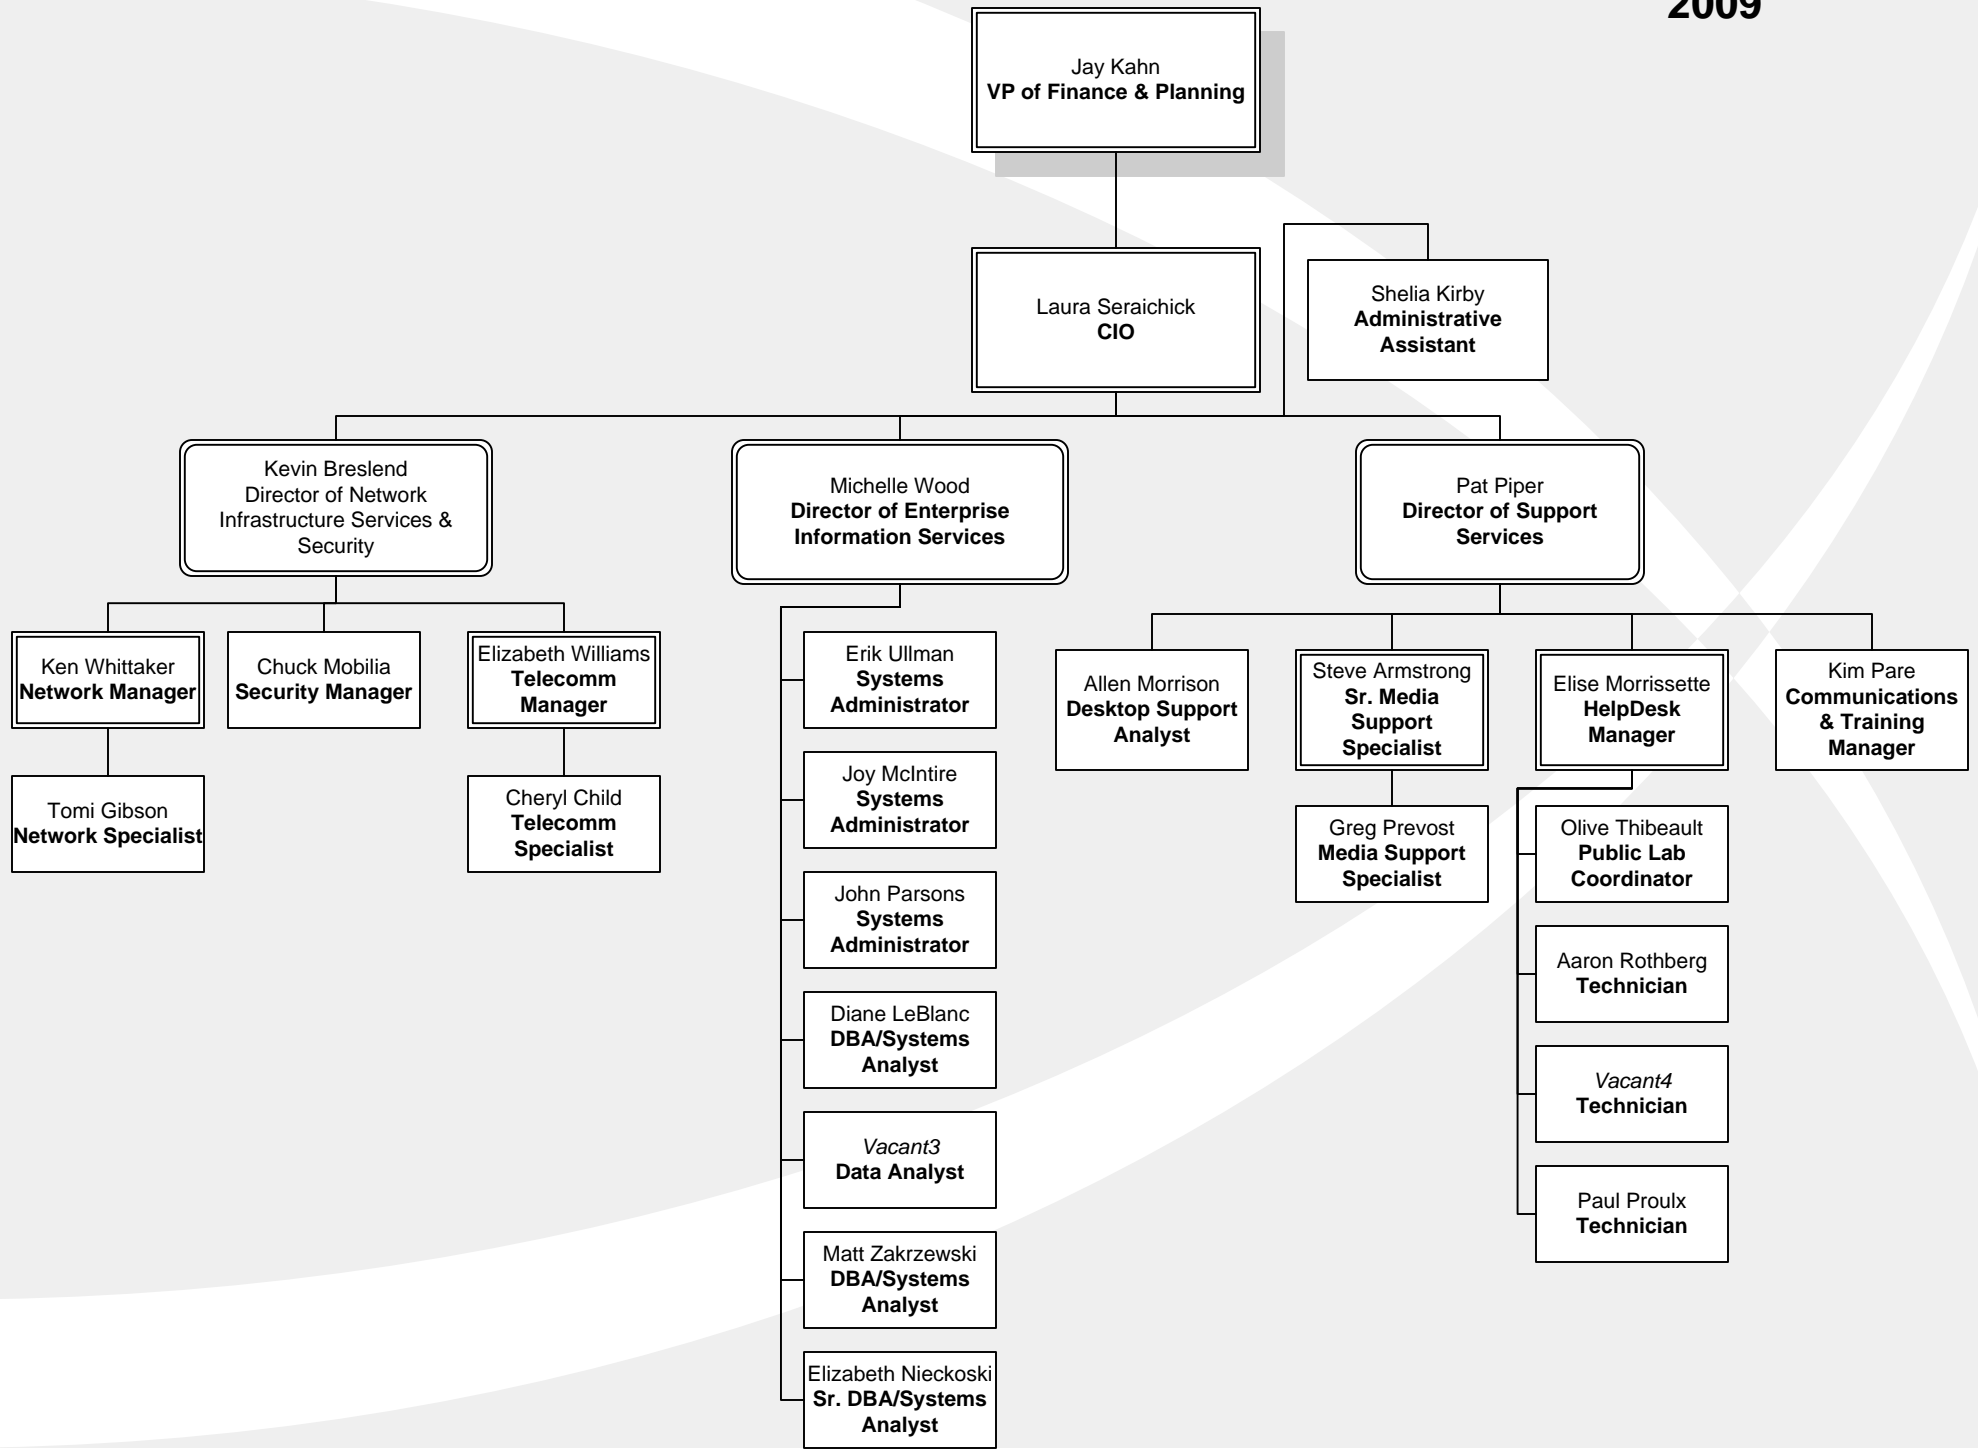 2009
Jay Kahn
VP of Finance & Planning
Laura Seraichick
CIO
Shelia Kirby
Administrative
Assistant
Kevin Breslend
Director of Network
Infrastructure Services &
Security
Michelle Wood
Director of Enterprise
Information Services
Pat Piper
Director of Support
Services
Ken Whittaker
Network Manager
Chuck Mobilia
Security Manager
Elizabeth Williams
Telecomm
Manager
Tomi Gibson
Network Specialist
Cheryl Child
Telecomm
Specialist
Erik Ullman
Systems
Administrator
Joy McIntire
Systems
Administrator
John Parsons
Systems
Administrator
Diane LeBlanc
DBA/Systems
Analyst
Vacant3
Data Analyst
Matt Zakrzewski
DBA/Systems
Analyst
Elizabeth Nieckoski
Sr. DBA/Systems
Analyst
Allen Morrison
Desktop Support
Analyst
Steve Armstrong
Sr. Media
Support
Specialist
Elise Morrissette
HelpDesk
Manager
Kim Pare
Communications
& Training
Manager
Greg Prevost
Media Support
Specialist
Olive Thibeault
Public Lab
Coordinator
Aaron Rothberg
Technician
Vacant4
Technician
Paul Proulx
Technician